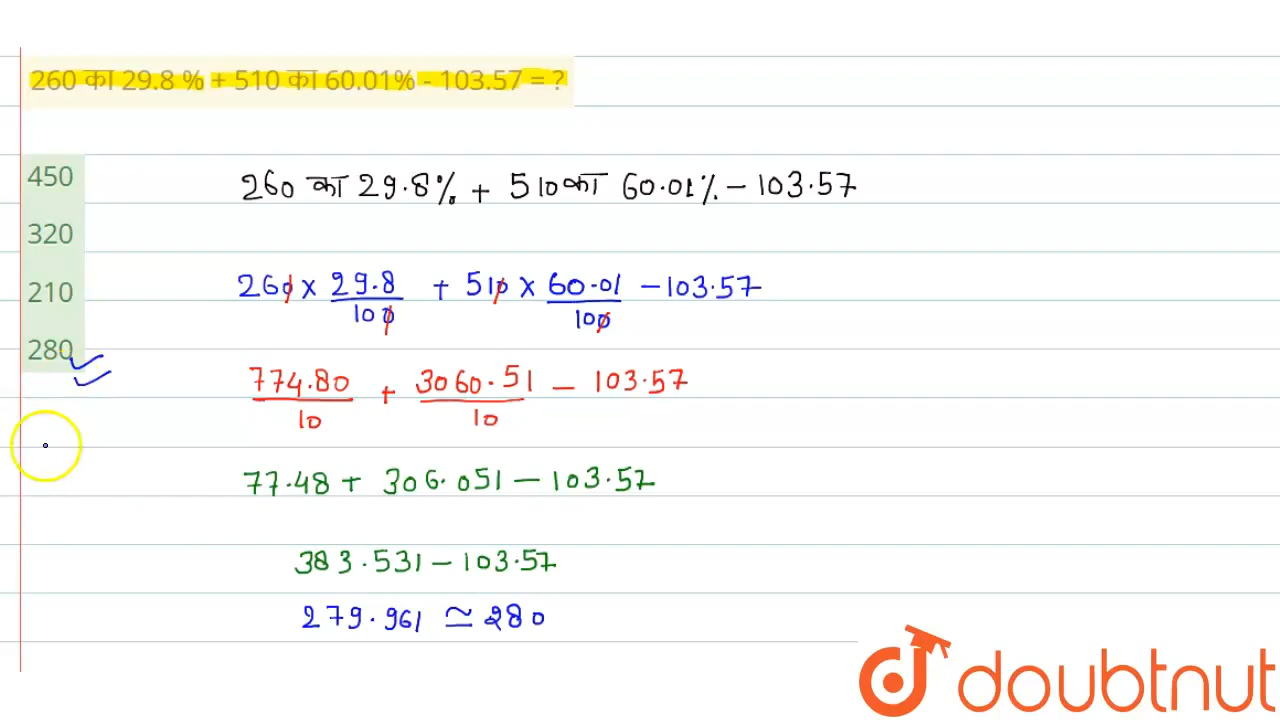 260 का 29.8 % + 510 का 60.01% - 103.57 = ?
450
320
210
280
260 का 29.8% + 510 का 60.01% - 103.57
260 x 29.8/100 + 510 x 60.01/100 - 103.57
774.80/10 + 3060.51/10 - 103.57
77.48 + 306.051 - 103.57
383.531 - 103.57
279.961 ≃ 280
doubtnut